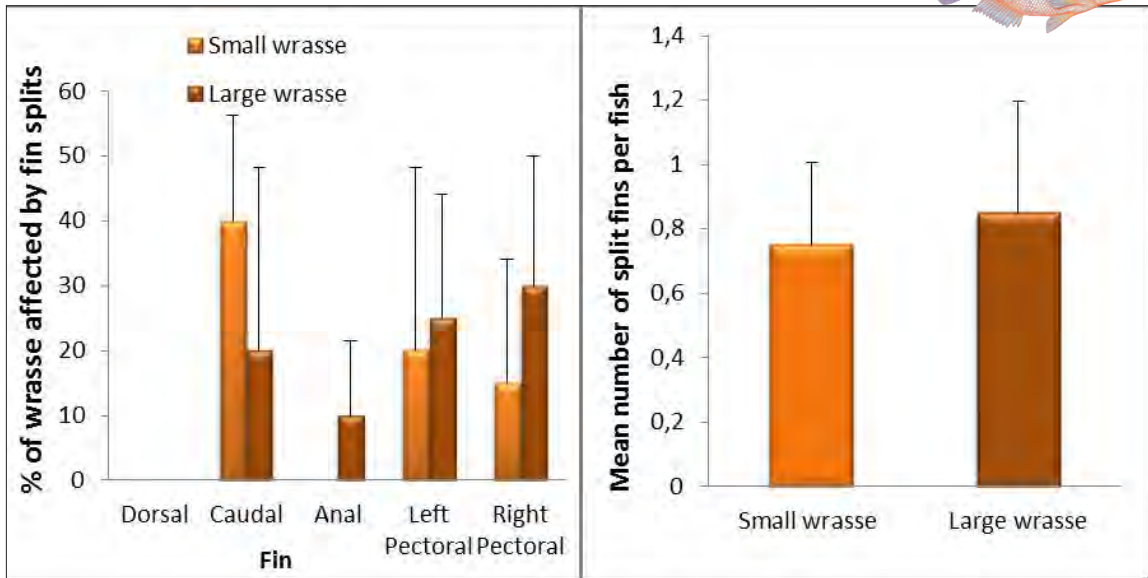 Small wrasse
Large wrasse
% of wrasse affected by fin splits
60
50
40
30
20
10
0
Dorsal Caudal Anal Left Right
Pectoral Pectoral
Fin
Mean number of split fins per fish
1,4
1,2
1
0,8
0,6
0,4
0,2
0
Small wrasse Large wrasse